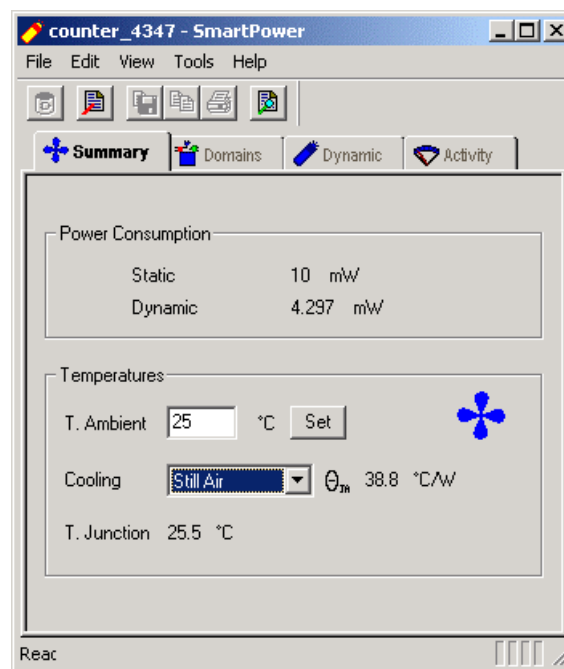 counter_4347 - SmartPower
File Edit View Tools Help
Summary Domains Dynamic Activity
Power Consumption
Static 10 mW
Dynamic 4.297 mW
Temperatures
T. Ambient 25 °C Set
Cooling Still Air θJA 38.8 °C/W
T. Junction 25.5 °C
Reac